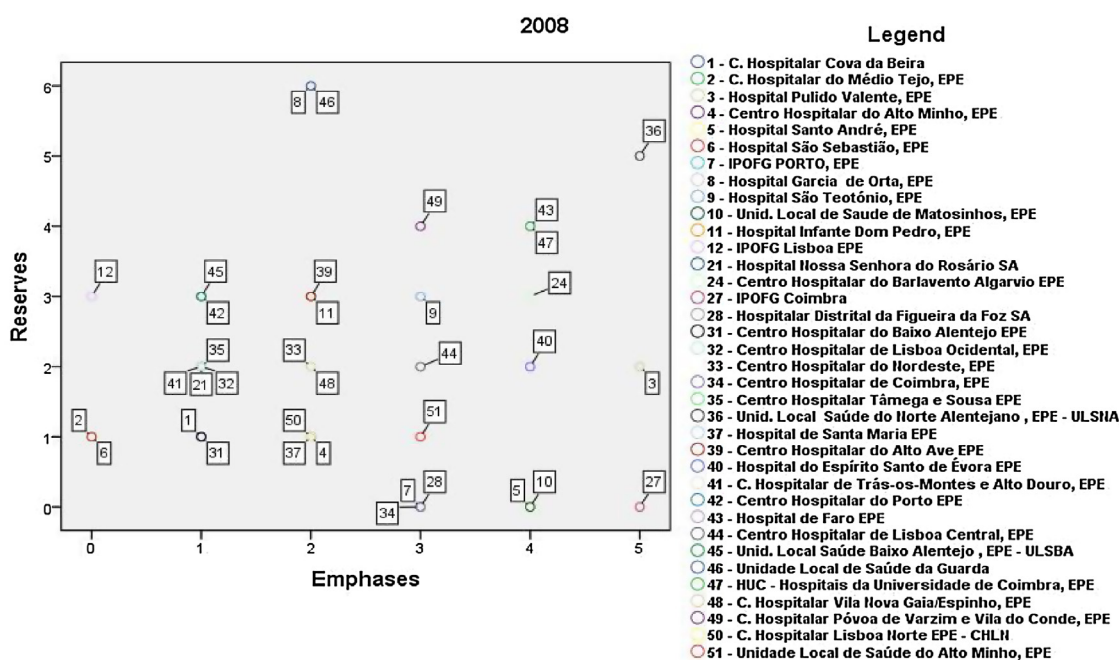 2008
Legend
1 - C. Hospitalar Cova da Beira
2 - C. Hospitalar do Médio Tejo, EPE
3 - Hospital Pulido Valente, EPE
4 - Centro Hospitalar do Alto Minho, EPE
5 - Hospital Santo André, EPE
6 - Hospital São Sebastião, EPE
7 - IPOFG PORTO, EPE
8 - Hospital Garcia de Orta, EPE
9 - Hospital São Teotónio, EPE
10 - Unid. Local de Saude de Matosinhos, EPE
11 - Hospital Infante Dom Pedro, EPE
12 - IPOFG Lisboa EPE
21 - Hospital Nossa Senhora do Rosário SA
24 - Centro Hospitalar do Barlavento Algarvio EPE
27 - IPOFG Coimbra
28 - Hospitalar Distrital da Figueira da Foz SA
31 - Centro Hospitalar do Baixo Alentejo EPE
32 - Centro Hospitalar de Lisboa Ocidental, EPE
33 - Centro Hospitalar do Nordeste, EPE
34 - Centro Hospitalar de Coimbra, EPE
35 - Centro Hospitalar Tâmega e Sousa EPE
36 - Unid. Local Saúde do Norte Alentejano , EPE - ULSNA
37 - Hospital de Santa Maria EPE
39 - Centro Hospitalar do Alto Ave EPE
40 - Hospital do Espírito Santo de Évora EPE
41 - C. Hospitalar de Trás-os-Montes e Alto Douro, EPE
42 - Centro Hospitalar do Porto EPE
43 - Hospital de Faro EPE
44 - Centro Hospitalar de Lisboa Central, EPE
45 - Unid. Local Saúde Baixo Alentejo , EPE - ULSBA
46 - Unidade Local de Saúde da Guarda
47 - HUC - Hospitais da Universidade de Coimbra, EPE
48 - C. Hospitalar Vila Nova Gaia/Espinho, EPE
49 - C. Hospitalar Póvoa de Varzim e Vila do Conde, EPE
50 - C. Hospitalar Lisboa Norte EPE - CHLN
51 - Unidade Local de Saúde do Alto Minho, EPE
Reserves
6
5
4
3
2
1
0
8 46
36
49 43
47
12 45 39 24
42 11 9
35 33 44 40
41 21 32 48 3
2 1 50 51
6 31 37 4
7 28 5 10 27
34
0 1 2 3 4 5
Emphases